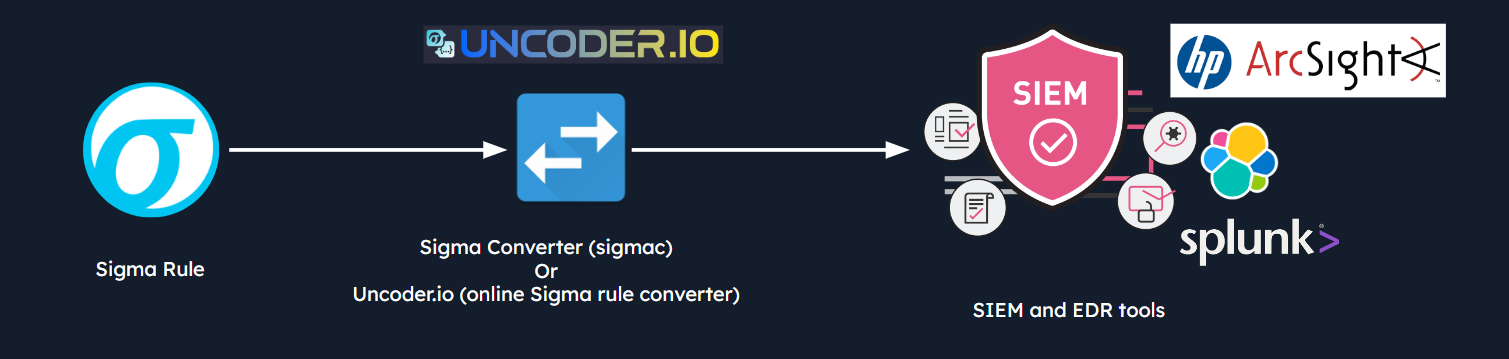 UNCODER.IO
hp ArcSight
SIEM
splunk>
Sigma Rule
Sigma Converter (sigmac)
Or
Uncoder.io (online Sigma rule converter)
SIEM and EDR tools